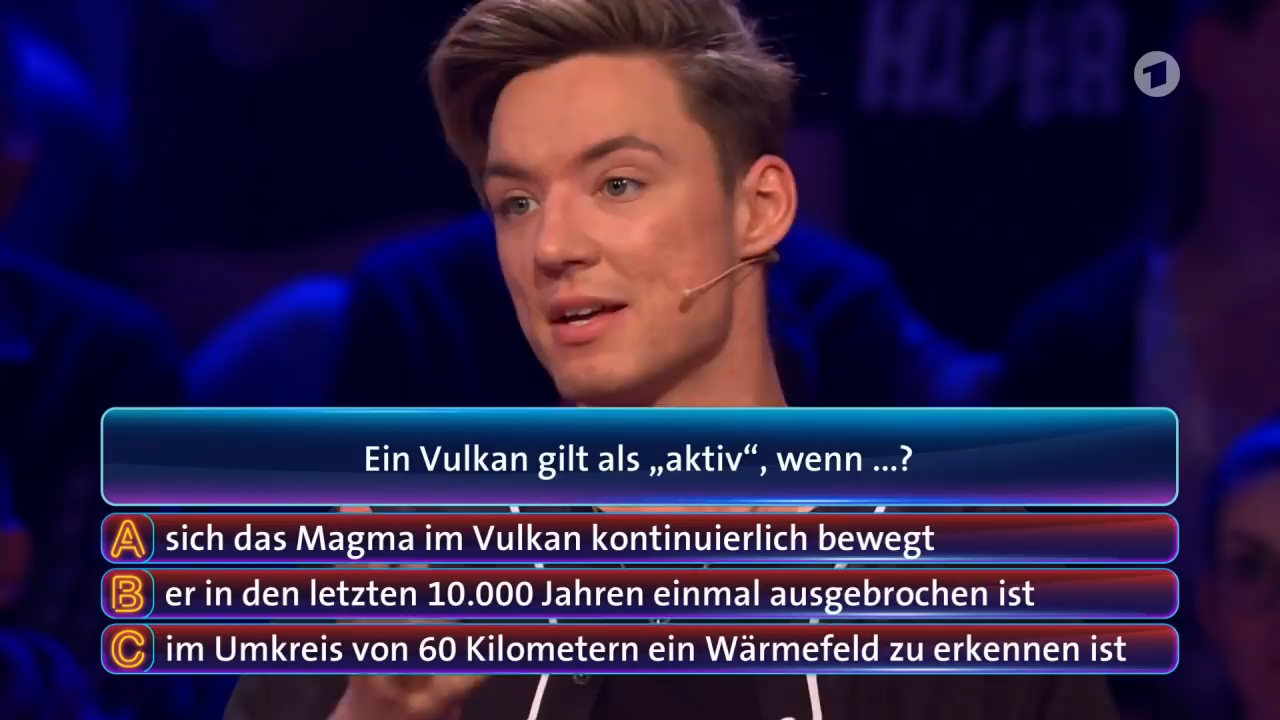 1
Ein Vulkan gilt als „aktiv“, wenn ...?
A sich das Magma im Vulkan kontinuierlich bewegt
B er in den letzten 10.000 Jahren einmal ausgebrochen ist
C im Umkreis von 60 Kilometern ein Wärmefeld zu erkennen ist